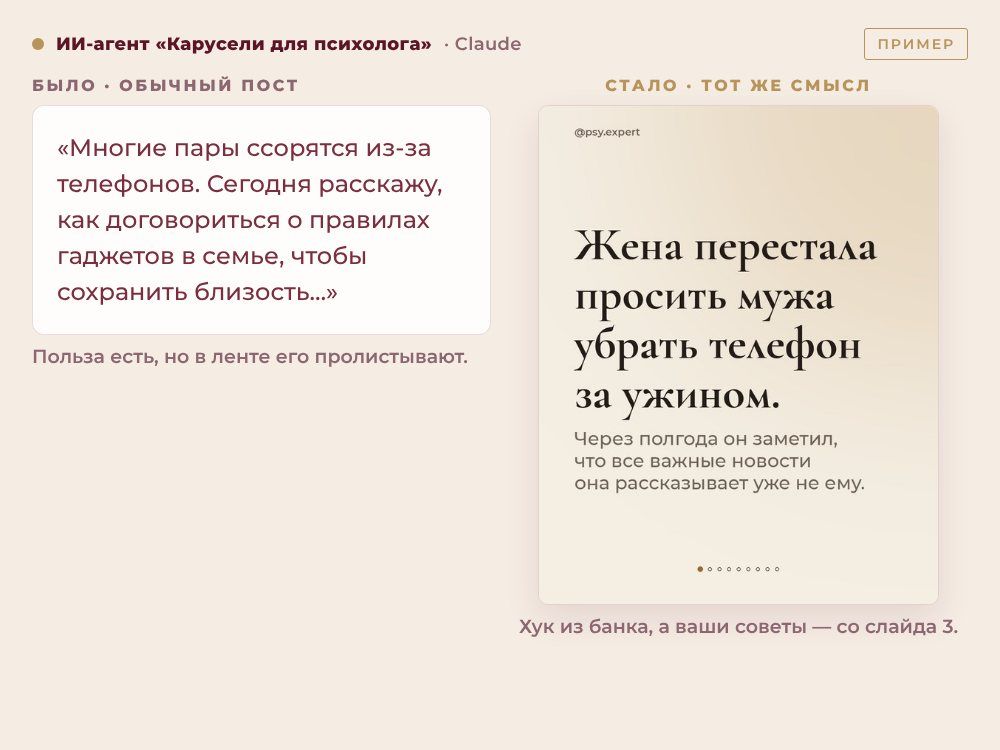 ИИ-агент «Карусели для психолога» · Claude
ПРИМЕР
БЫЛО · ОБЫЧНЫЙ ПОСТ
«Многие пары ссорятся из-за
телефонов. Сегодня расскажу,
как договориться о правилах
гаджетов в семье, чтобы
сохранить близость...»
Польза есть, но в ленте его пролистывают.
СТАЛО · ТОТ ЖЕ СМЫСЛ
@psy.expert
Жена перестала
просить мужа
убрать телефон
за ужином.
Через полгода он заметил,
что все важные новости
она рассказывает уже не ему.
Хук из банка, а ваши советы — со слайда 3.